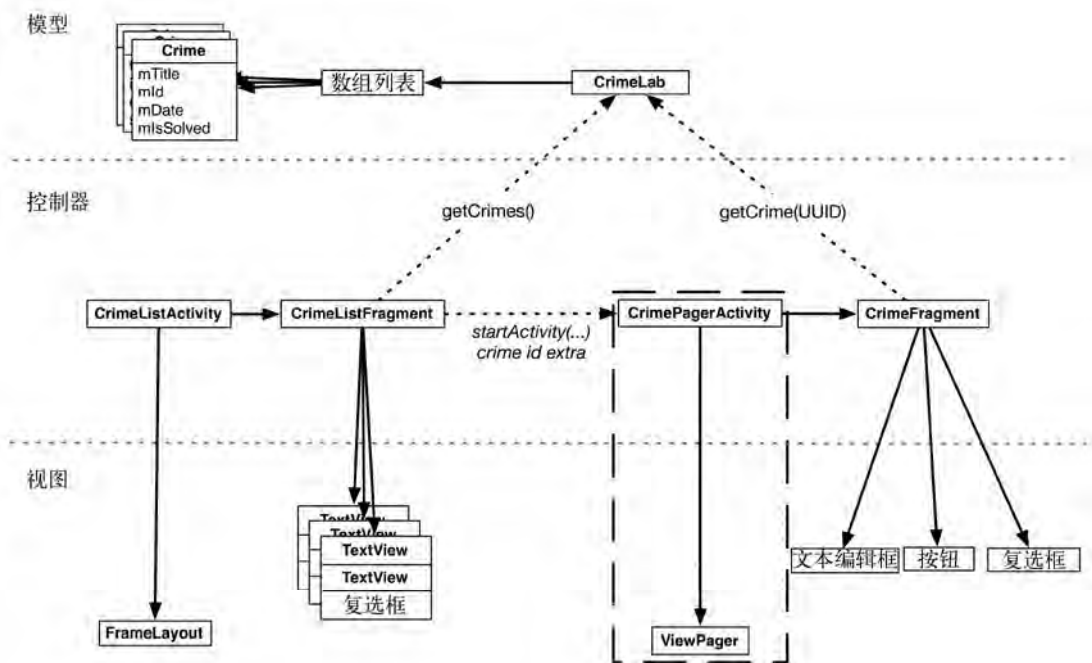 模型
Crime
mTitle
mId
mDate
mIsSolved
数组列表
CrimeLab
控制器
getCrimes()
getCrime(UUID)
CrimeListActivity
CrimeListFragment
startActivity(...)
crime id extra
CrimePagerActivity
CrimeFragment
视图
TextView
TextView
TextView
TextView
复选框
文本编辑框
按钮
复选框
FrameLayout
ViewPager